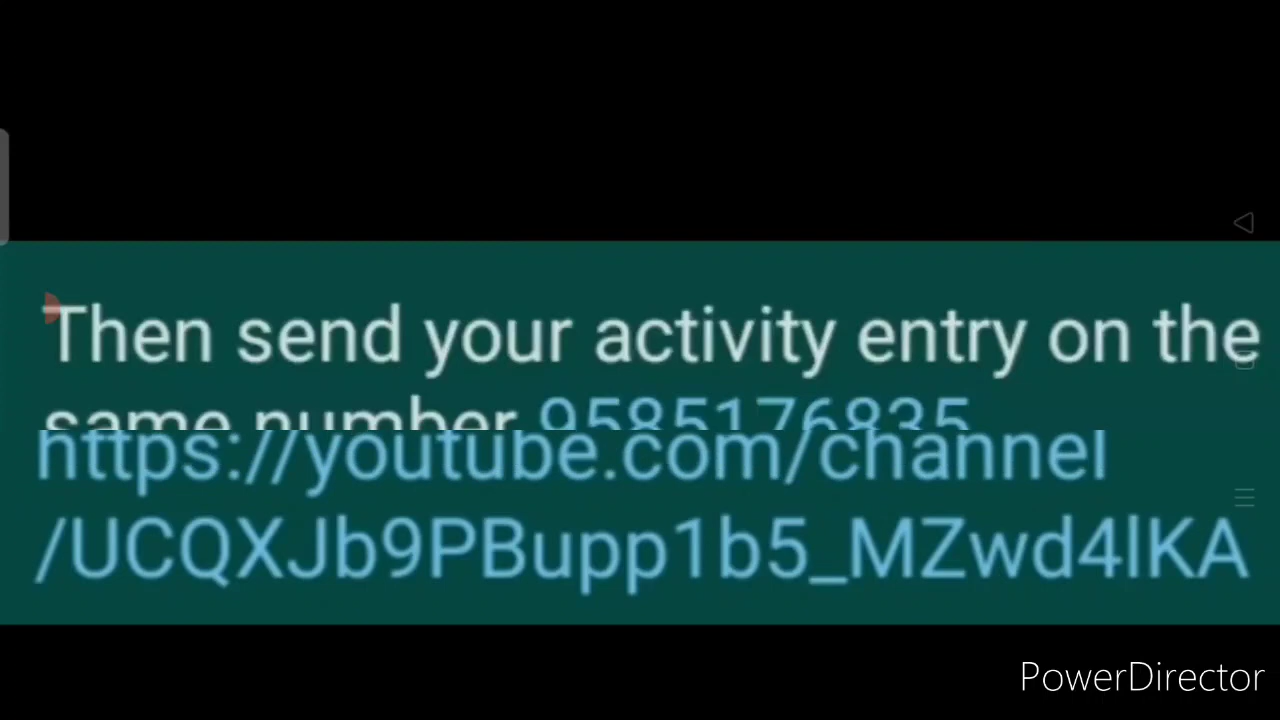 Then send your activity entry on the
same number 9585176835
https://youtube.com/channel
/UCQXJb9PBupp1b5_MZwd4lKA
PowerDirector